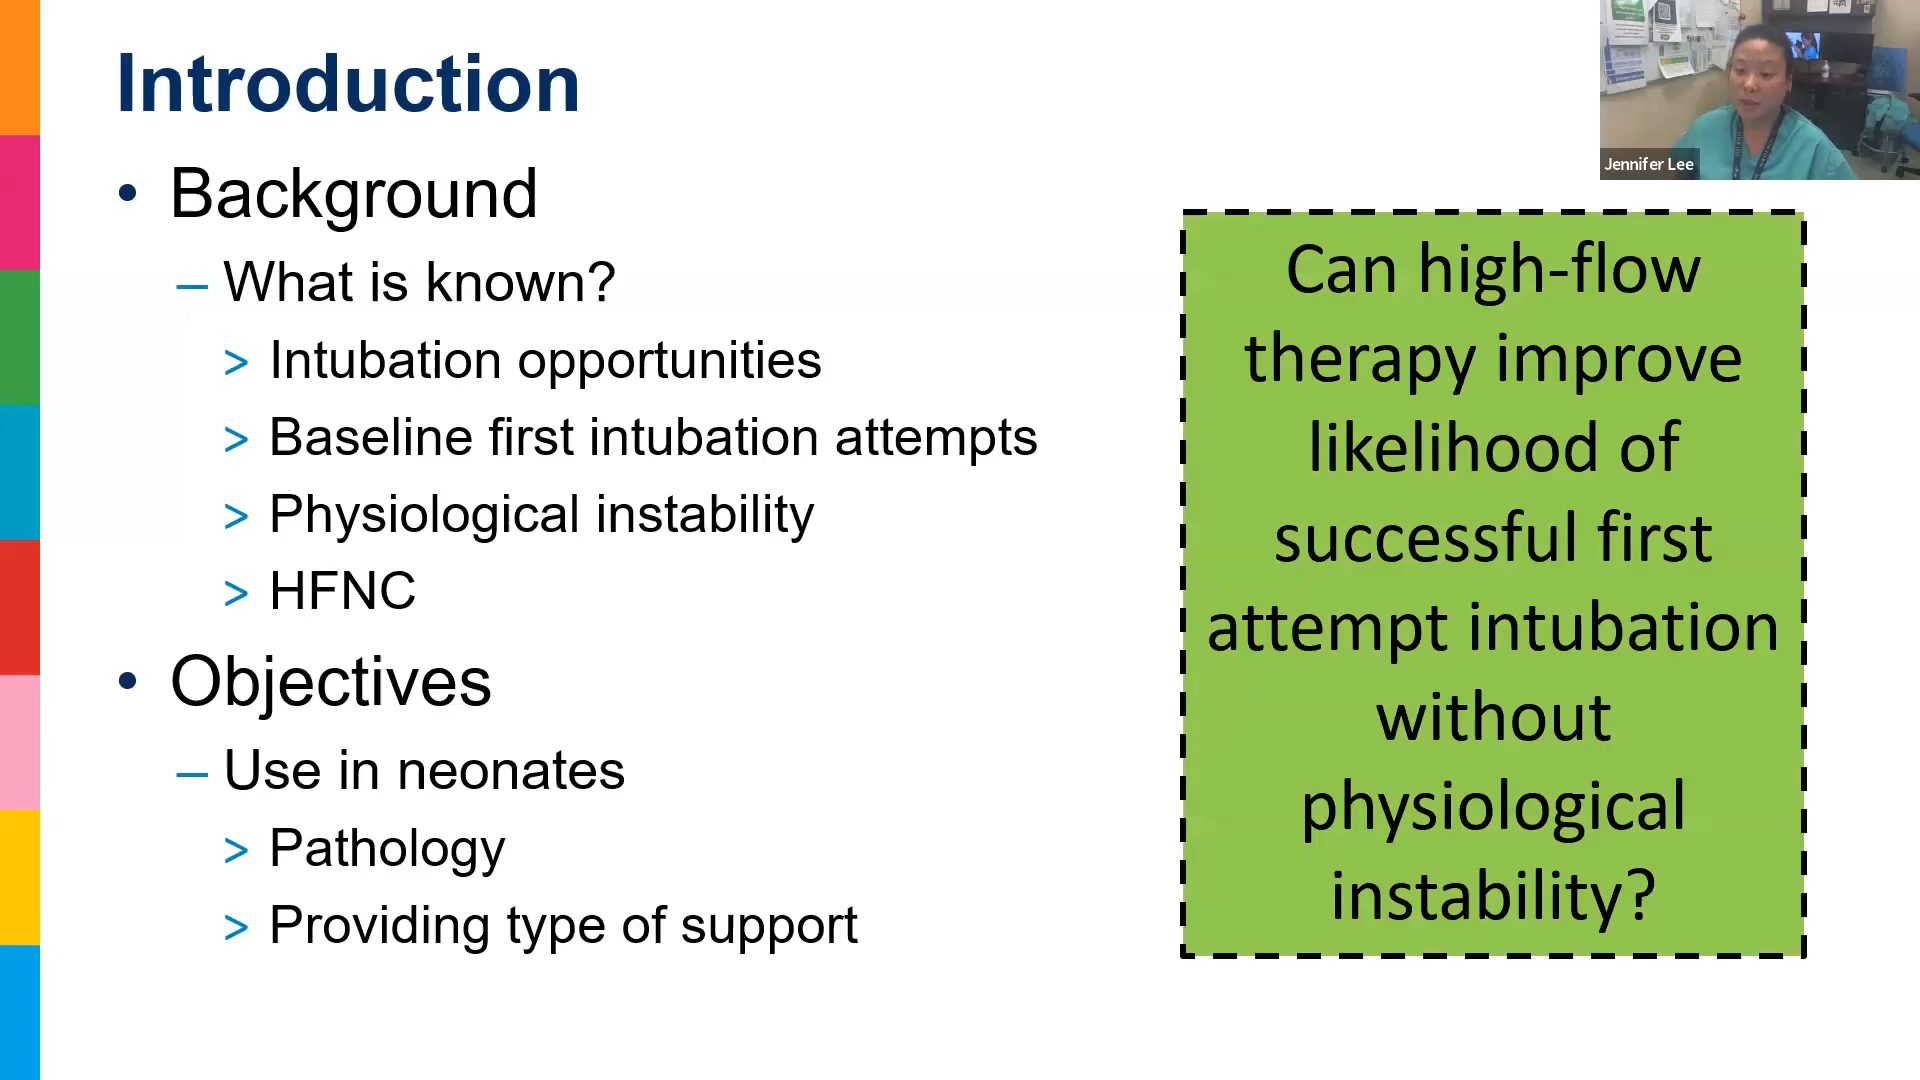 Introduction
• Background
– What is known?
> Intubation opportunities
> Baseline first intubation attempts
> Physiological instability
> HFNC
• Objectives
– Use in neonates
> Pathology
> Providing type of support
Can high-flow
therapy improve
likelihood of
successful first
attempt intubation
without
physiological
instability?
Jennifer Lee